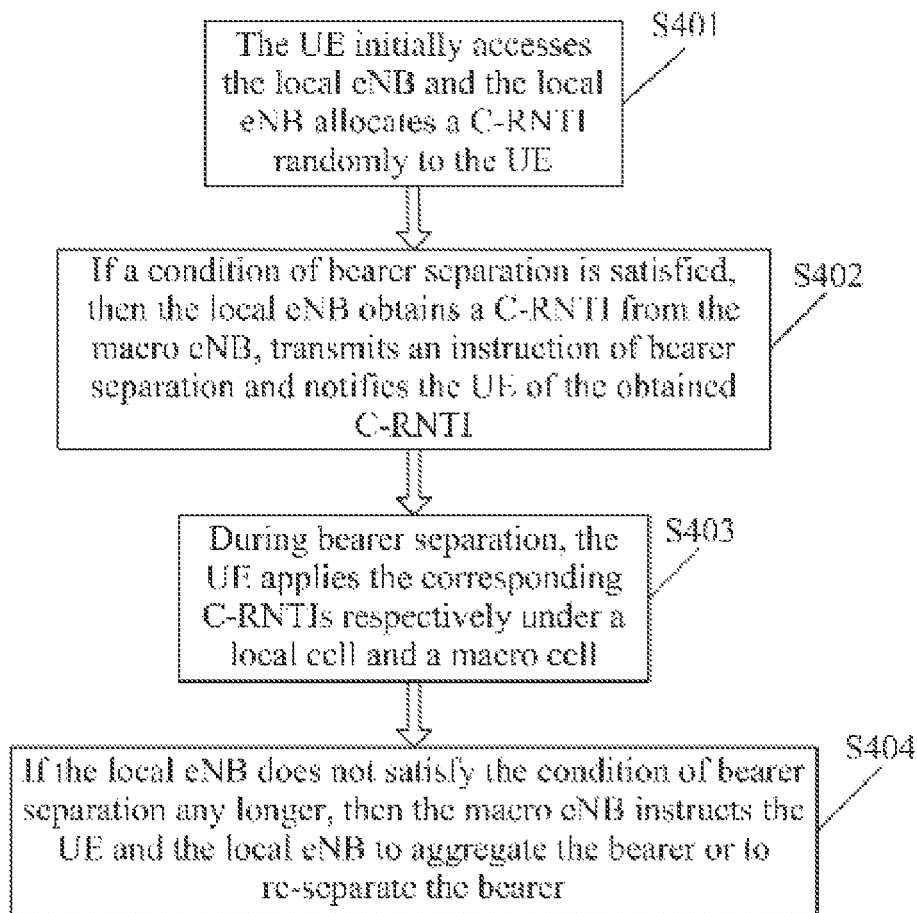 The UE initially accesses
the local eNB and the local
eNB allocates a C-RNTI
randomly to the UE
S401
If a condition of bearer separation is satisfied,
then the local eNB obtains a C-RNTI from the
macro eNB, transmits an instruction of bearer
separation and notifies the UE of the obtained
C-RNTI
S402
During bearer separation, the
UE applies the corresponding
C-RNTIs respectively under a
local cell and a macro cell
S403
If the local eNB does not satisfy the condition of bearer
separation any longer, then the macro eNB instructs the
UE and the local eNB to aggregate the bearer or to
re-separate the bearer
S404